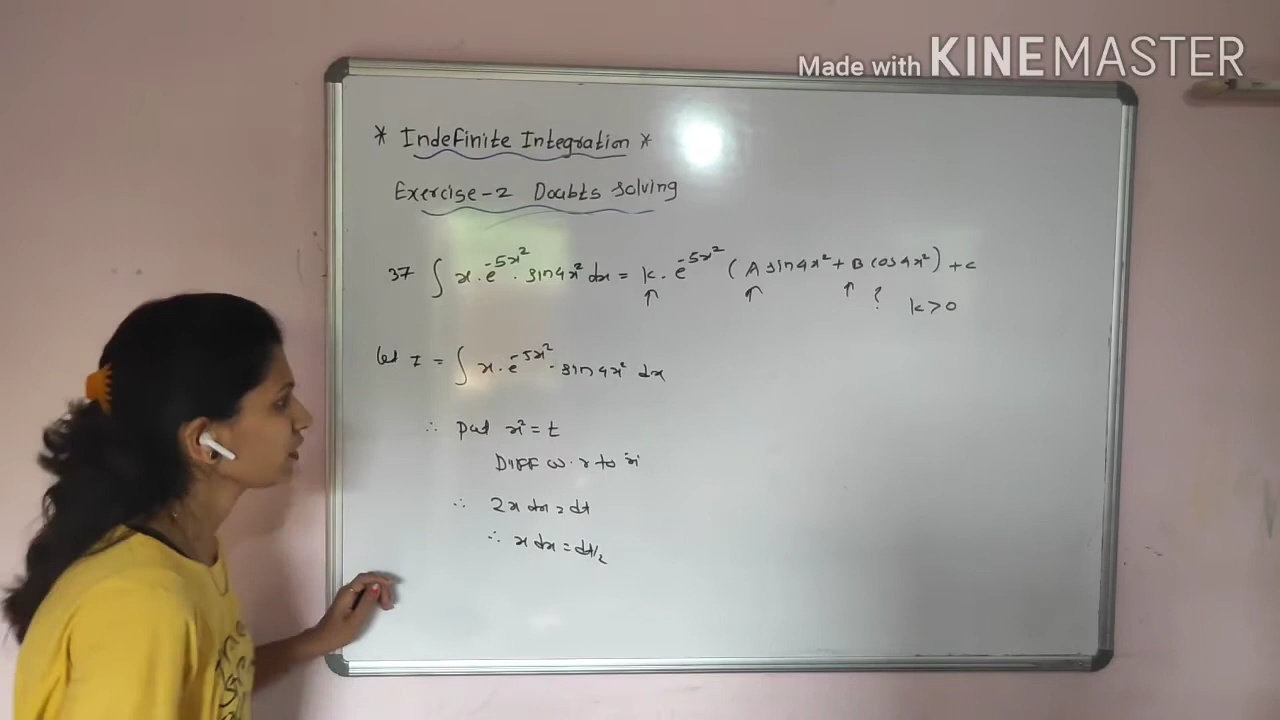 Made with KINEMASTER
* Indefinite Integration *
Exercise-2 Doubts Solving
37 ∫ x·e^-5x²·sin4x² dx = k·e^-5x² (A sin4x² + B cos4x²) + c
↑ ↑ ↑ ? k>0
let I = ∫ x·e^-5x²·sin4x² dx
∴ put x² = t
Diff w.r to 'x'
∴ 2x dx = dt
∴ x dx = dt/2